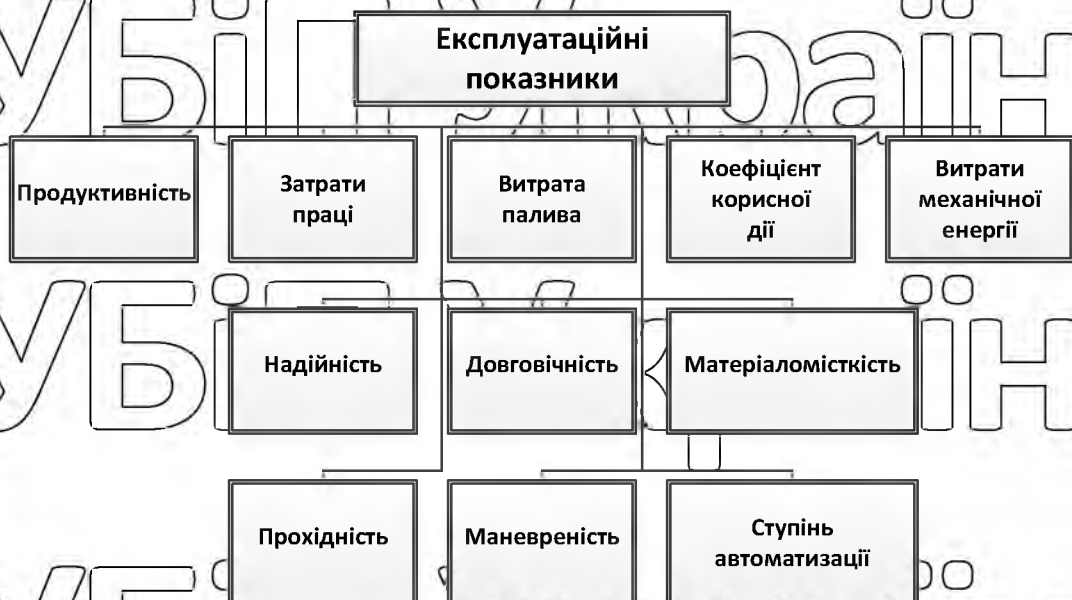 Експлуатаційні
показники
Продуктивність
Затрати
праці
Витрата
палива
Коефіцієнт
корисної
дії
Витрати
механічної
енергії
Надійність
Довговічність
Матеріаломісткість
Прохідність
Маневреність
Ступінь
автоматизації